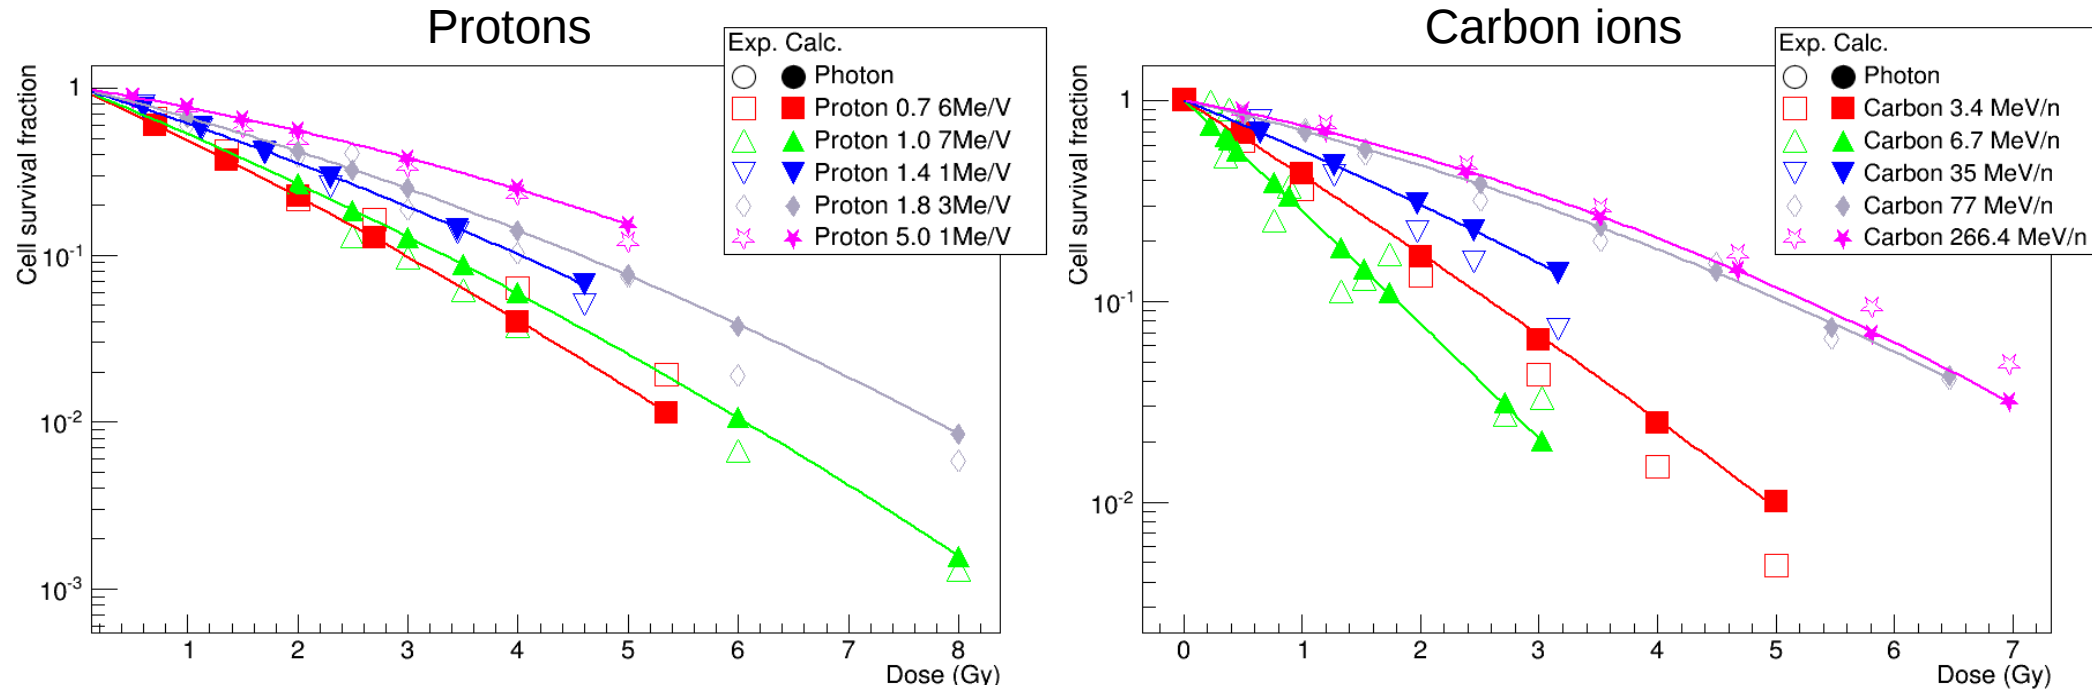 Protons
Exp. Calc.
Photon
Proton 0.7 6Me/V
Proton 1.0 7Me/V
Proton 1.4 1Me/V
Proton 1.8 3Me/V
Proton 5.0 1Me/V
Cell survival fraction
1
10-1
10-2
10-3
1 2 3 4 5 6 7 8
Dose (Gy)
Carbon ions
Exp. Calc.
Photon
Carbon 3.4 MeV/n
Carbon 6.7 MeV/n
Carbon 35 MeV/n
Carbon 77 MeV/n
Carbon 266.4 MeV/n
Cell survival fraction
1
10-1
10-2
0 1 2 3 4 5 6 7
Dose (Gy)